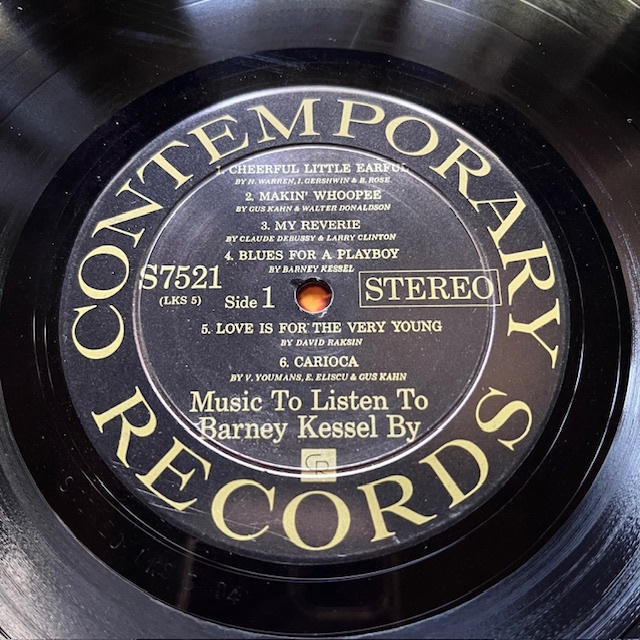 CONTEMPORARY
1. CHEERFUL LITTLE EARFUL
BY H. WARREN, I. GERSHWIN & B. ROSE
2. MAKIN' WHOOPEE
BY GUS KAHN & WALTER DONALDSON
3. MY REVERIE
BY CLAUDE DEBUSSY & LARRY CLINTON
4. BLUES FOR A PLAYBOY
BY BARNEY KESSEL
S7521
(LKS 5)
Side 1
STEREO
5. LOVE IS FOR THE VERY YOUNG
BY DAVID RAKSIN
6. CARIOCA
BY V. YOUMANS, E. ELISCU & GUS KAHN
Music To Listen To
Barney Kessel By
CR
RECORDS